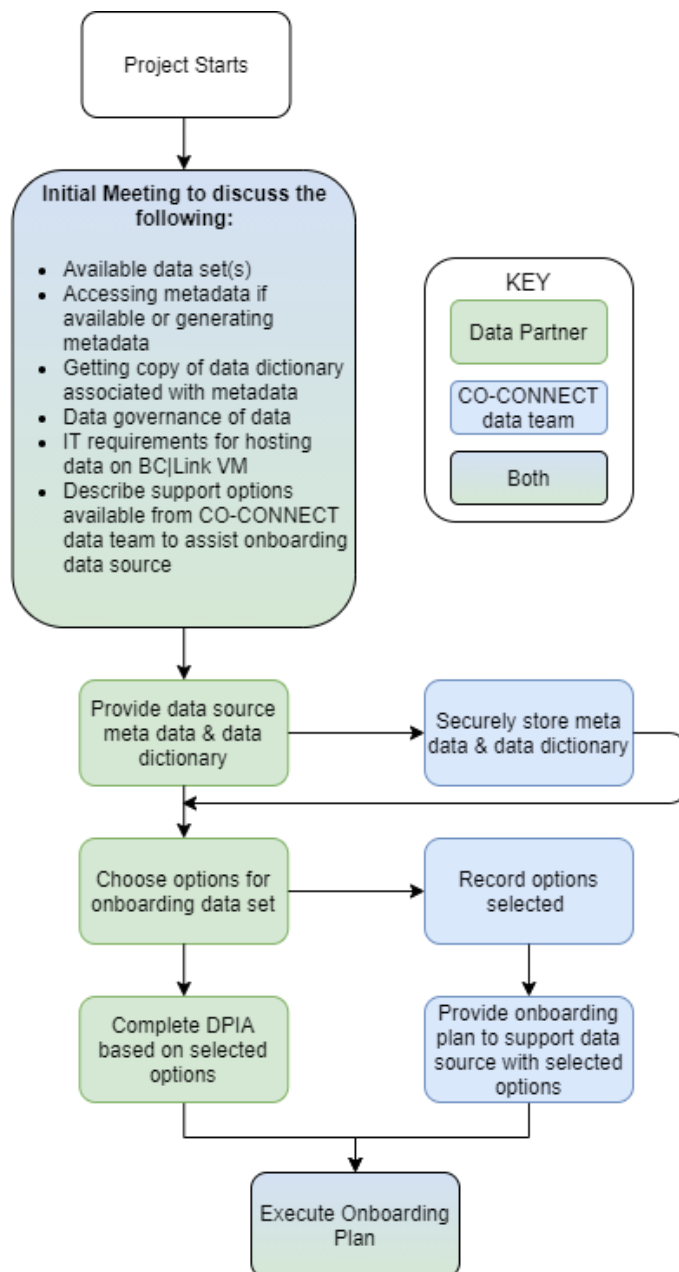 Project Starts
Initial Meeting to discuss the
following:
Available data set(s)
Accessing metadata if
available or generating
metadata
Getting copy of data dictionary
associated with metadata
Data governance of data
IT requirements for hosting
data on BC|Link VM
Describe support options
available from CO-CONNECT
data team to assist onboarding
data source
KEY
Data Partner
CO-CONNECT
data team
Both
Provide data source
meta data & data
dictionary
Securely store meta
data & data dictionary
Choose options for
onboarding data set
Record options
selected
Complete DPIA
based on selected
options
Provide onboarding
plan to support data
source with selected
options
Execute Onboarding
Plan